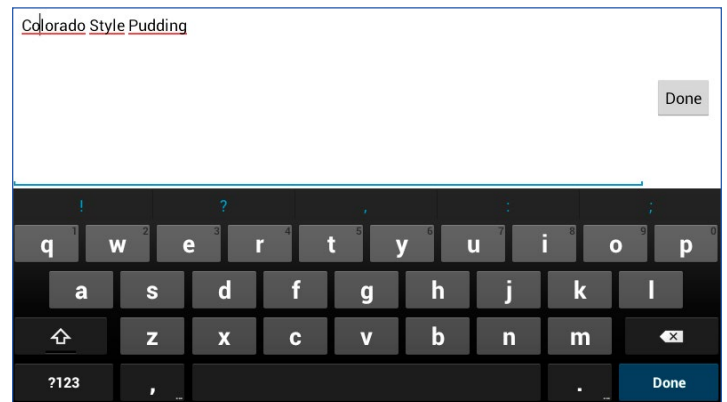 Colorado Style Pudding
Done
! ? , : ;
q 1 w 2 e 3 r 4 t 5 y 6 u 7 i 8 o 9 p 0
a s d f g h j k l
z x c v b n m
?123 , ... . ... Done